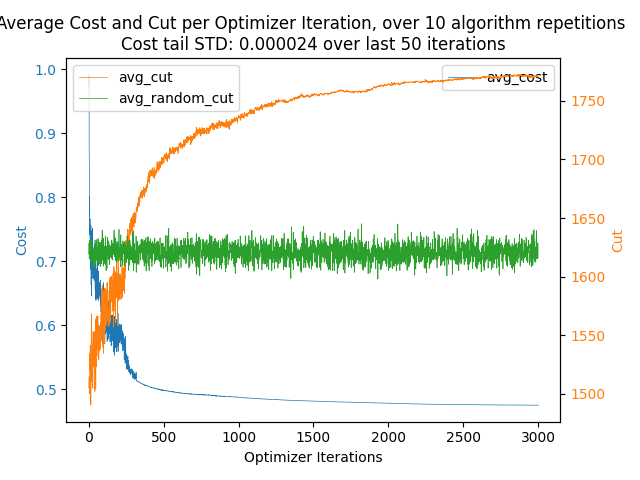 Average Cost and Cut per Optimizer Iteration, over 10 algorithm repetitions
Cost tail STD: 0.000024 over last 50 iterations
avg_cut
avg_random_cut
avg_cost
1.0
0.9
0.8
0.7
0.6
0.5
Cost
1750
1700
1650
1600
1550
1500
Cut
0 500 1000 1500 2000 2500 3000
Optimizer Iterations